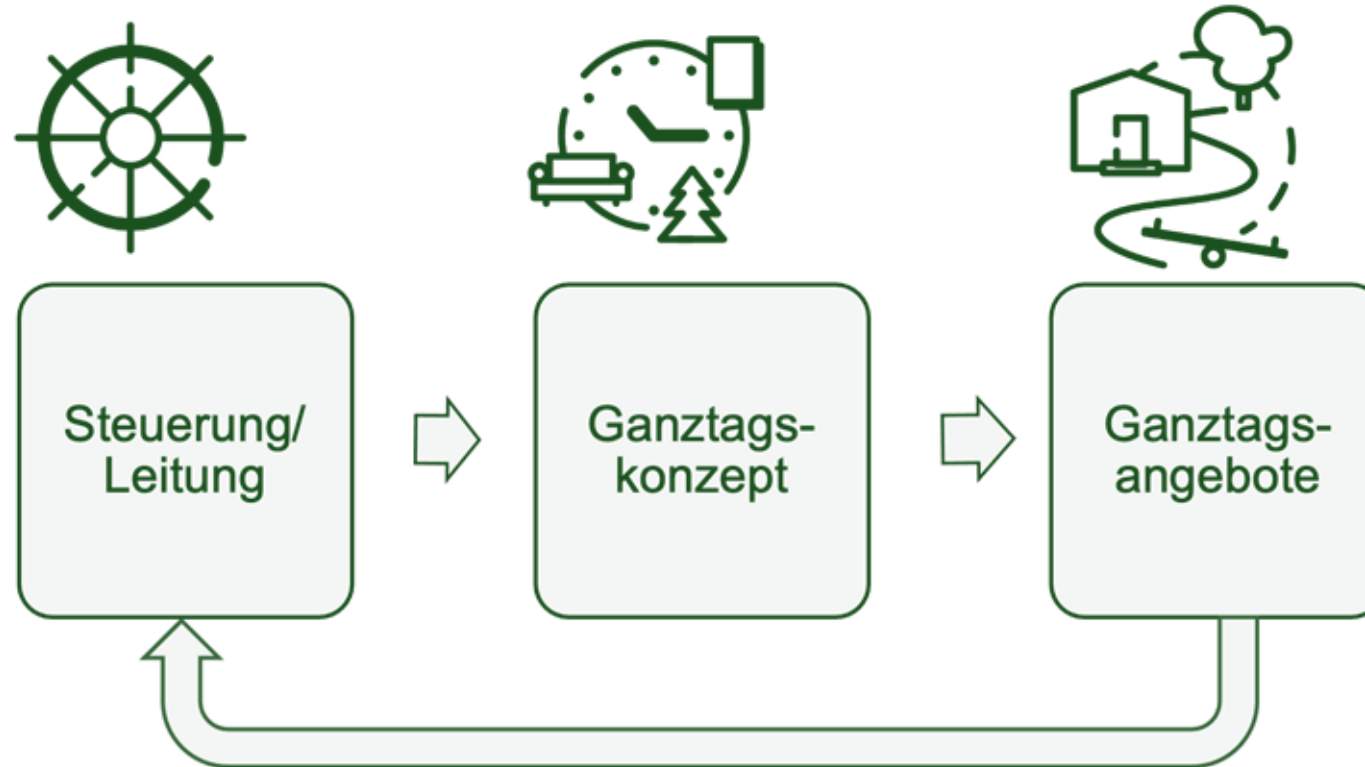 Steuerung/
Leitung
Ganztags-
konzept
Ganztags-
angebote